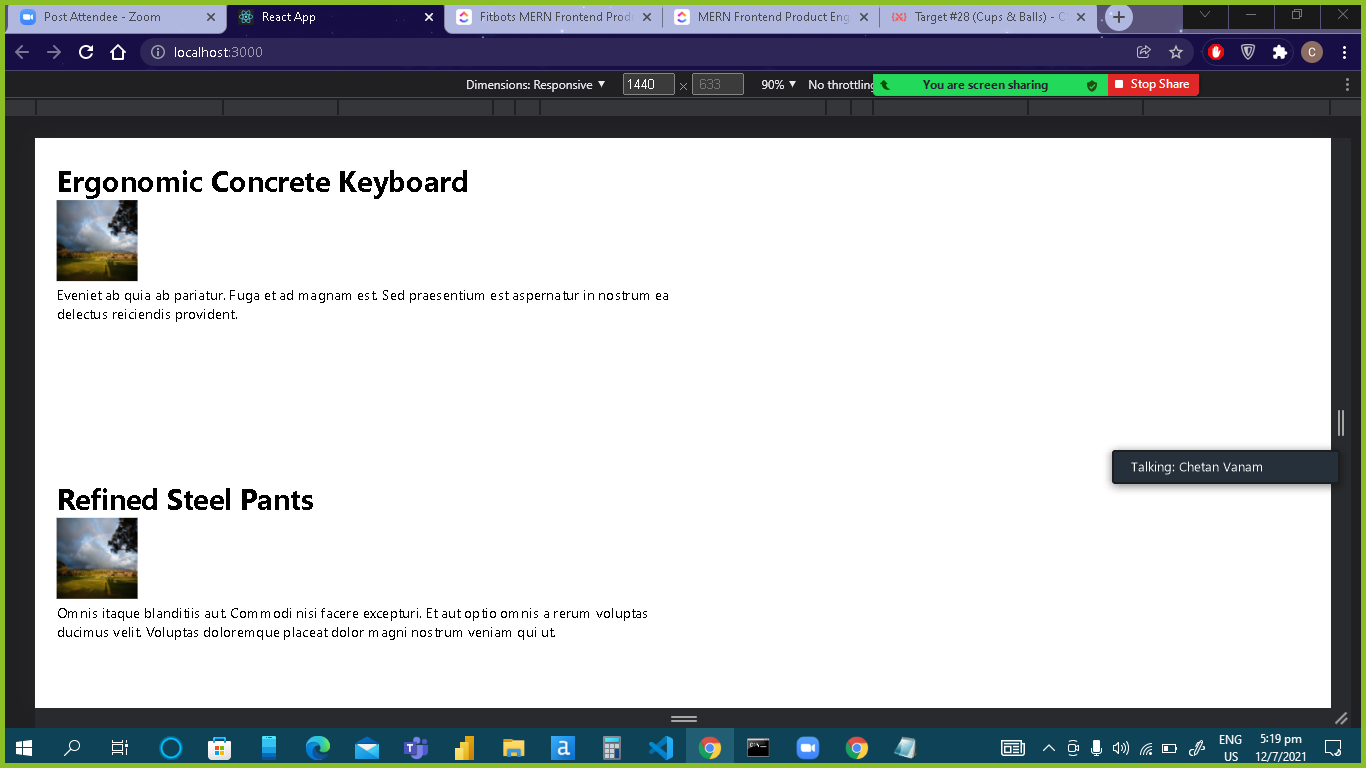 Post Attendee - Zoom
React App
Fitbots MERN Frontend Prod
MERN Frontend Product Eng
Target #28 (Cups & Balls) - C
localhost:3000
C
Dimensions: Responsive
1440
×
633
90%
No throttling
You are screen sharing
Stop Share
Ergonomic Concrete Keyboard
Eveniet ab quia ab pariatur. Fuga et ad magnam est. Sed praesentium est aspernatur in nostrum ea
delectus reiciendis provident.
Talking: Chetan Vanam
Refined Steel Pants
Omnis itaque blanditiis aut. Commodi nisi facere excepturi. Et aut optio omnis a rerum voluptas
ducimus velit. Voluptas doloremque placeat dolor magni nostrum veniam qui ut.
a
ENG
US
5:19 pm
12/7/2021